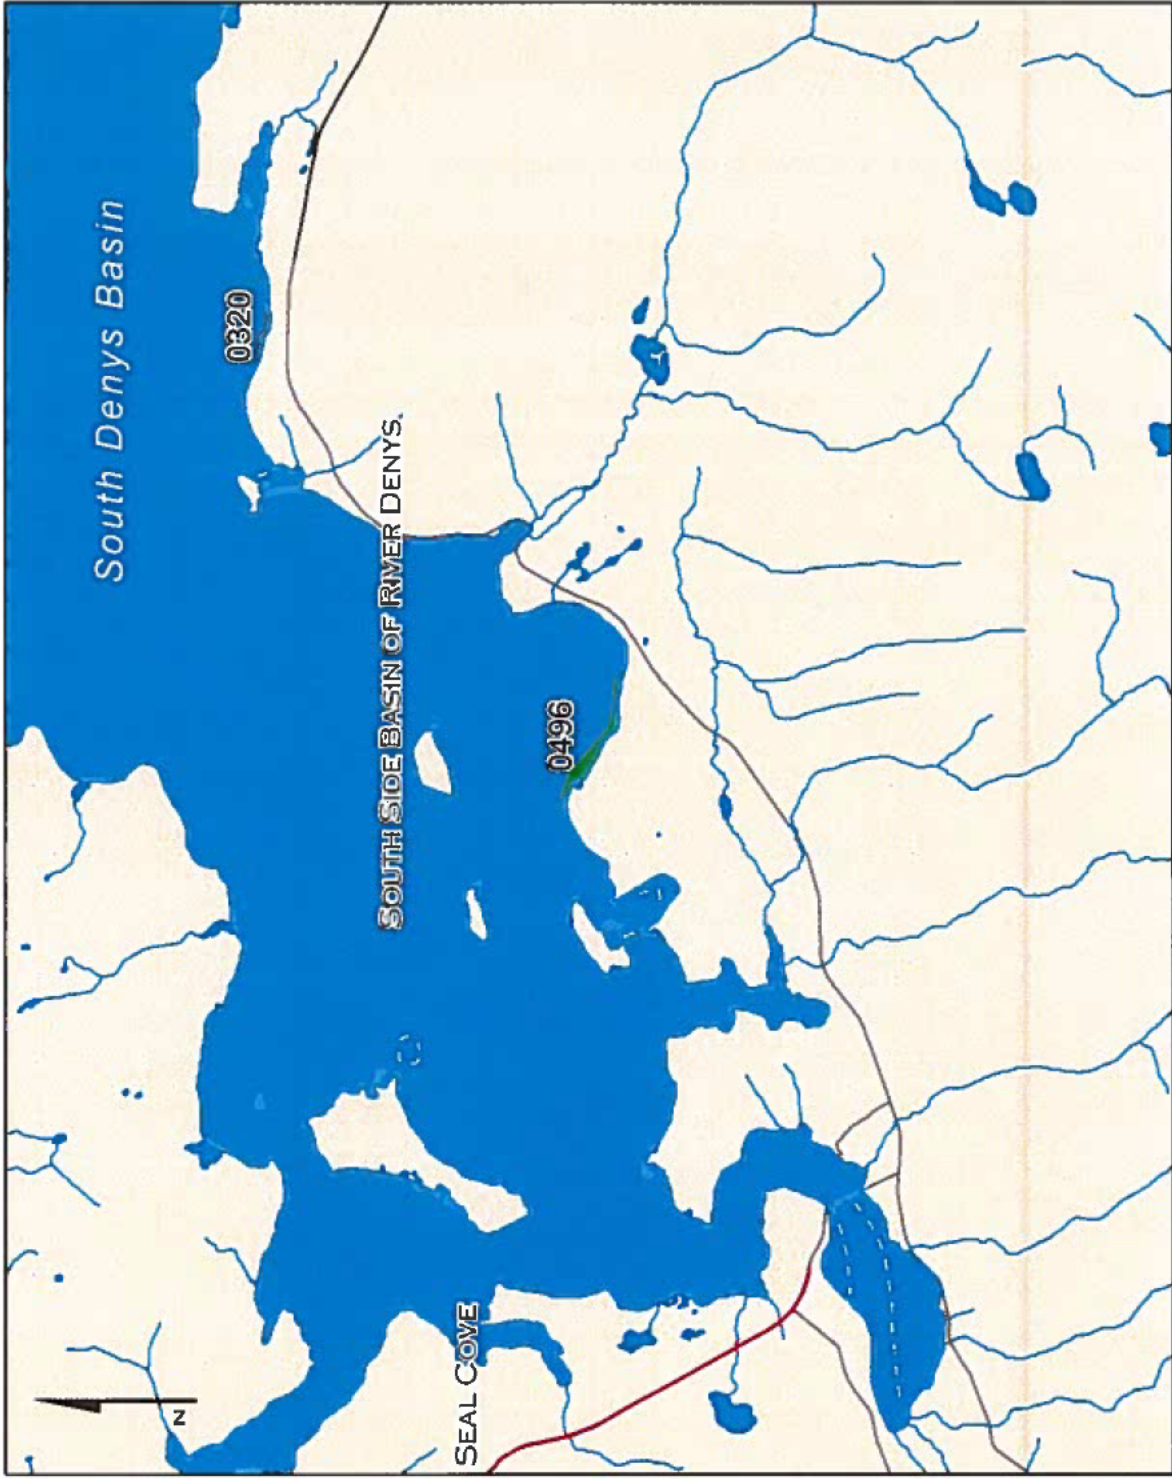 South Denys Basin
0320
SOUTH SIDE BASIN OF RIVER DENYS.
0496
SEAL COVE
N